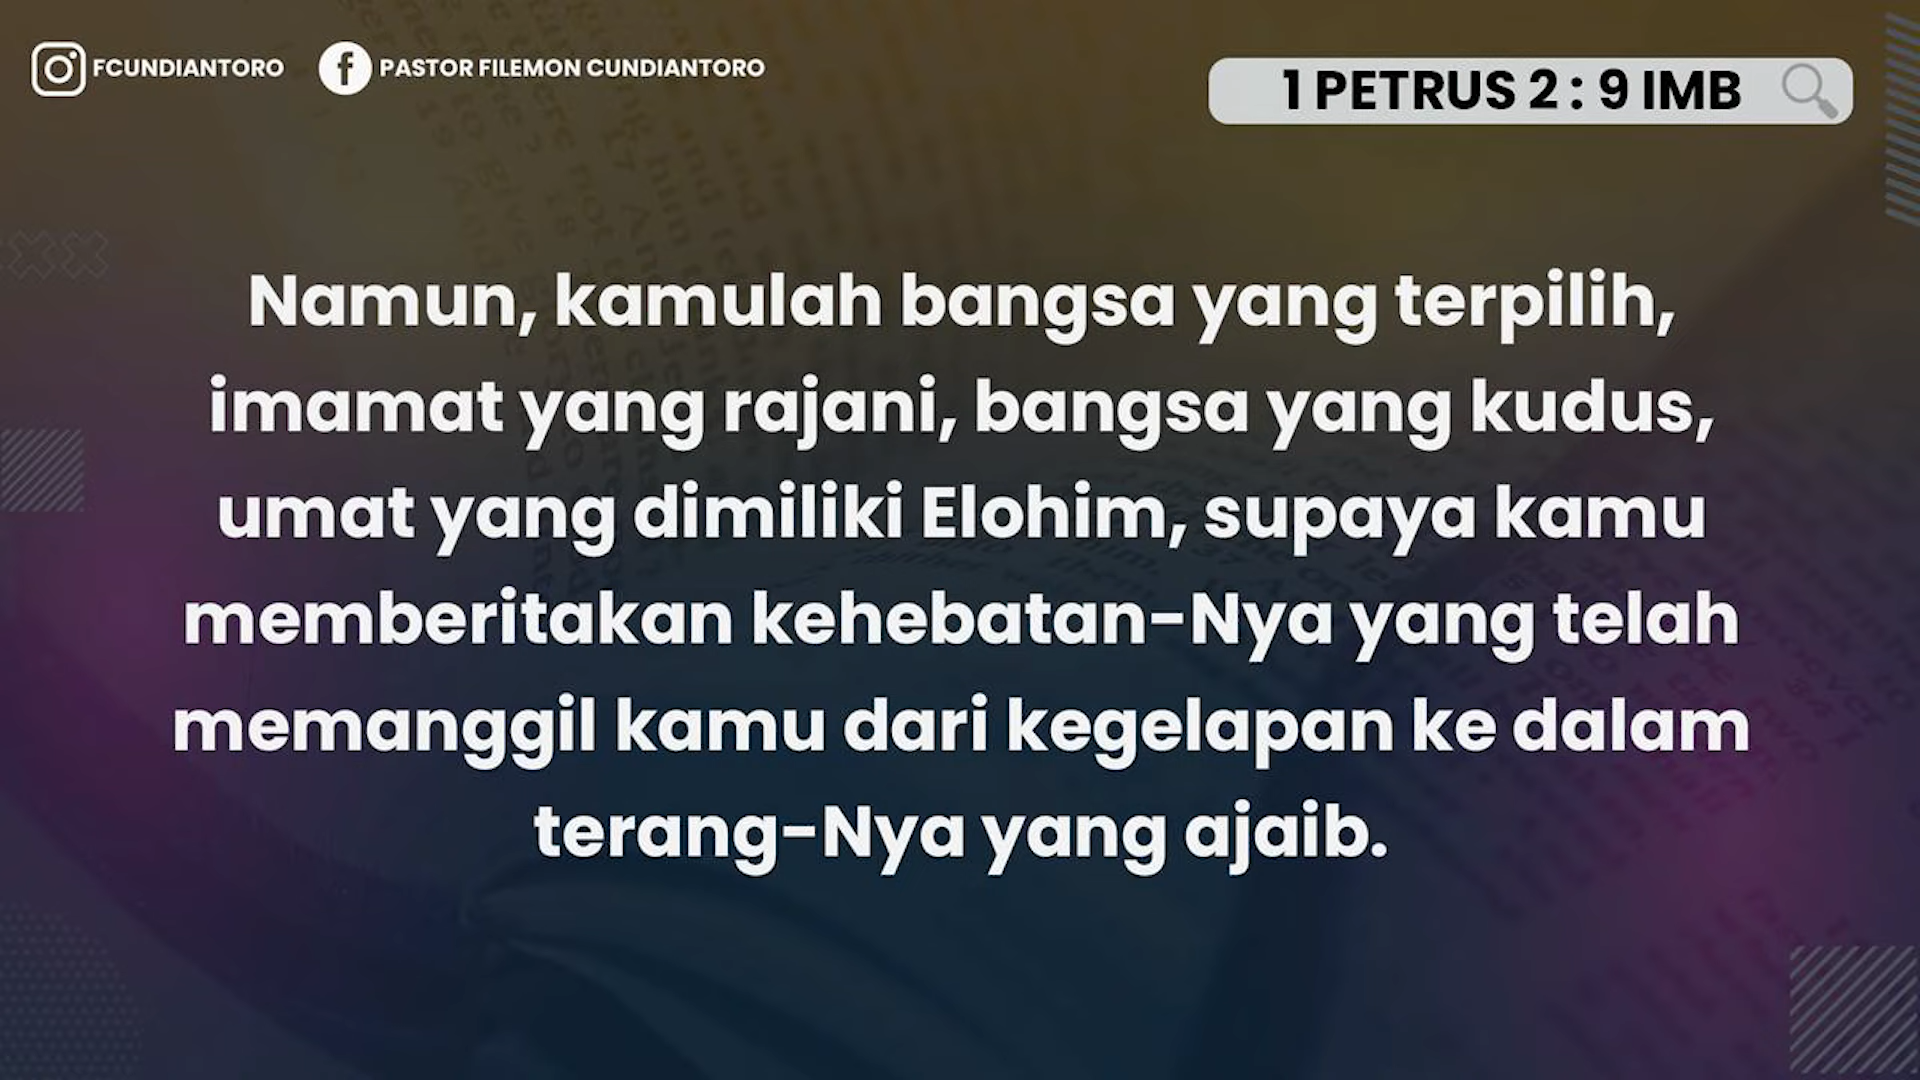 FCUNDIANTORO PASTOR FILEMON CUNDIANTORO
1 PETRUS 2 : 9 IMB
Namun, kamulah bangsa yang terpilih,
imamat yang rajani, bangsa yang kudus,
umat yang dimiliki Elohim, supaya kamu
memberitakan kehebatan-Nya yang telah
memanggil kamu dari kegelapan ke dalam
terang-Nya yang ajaib.